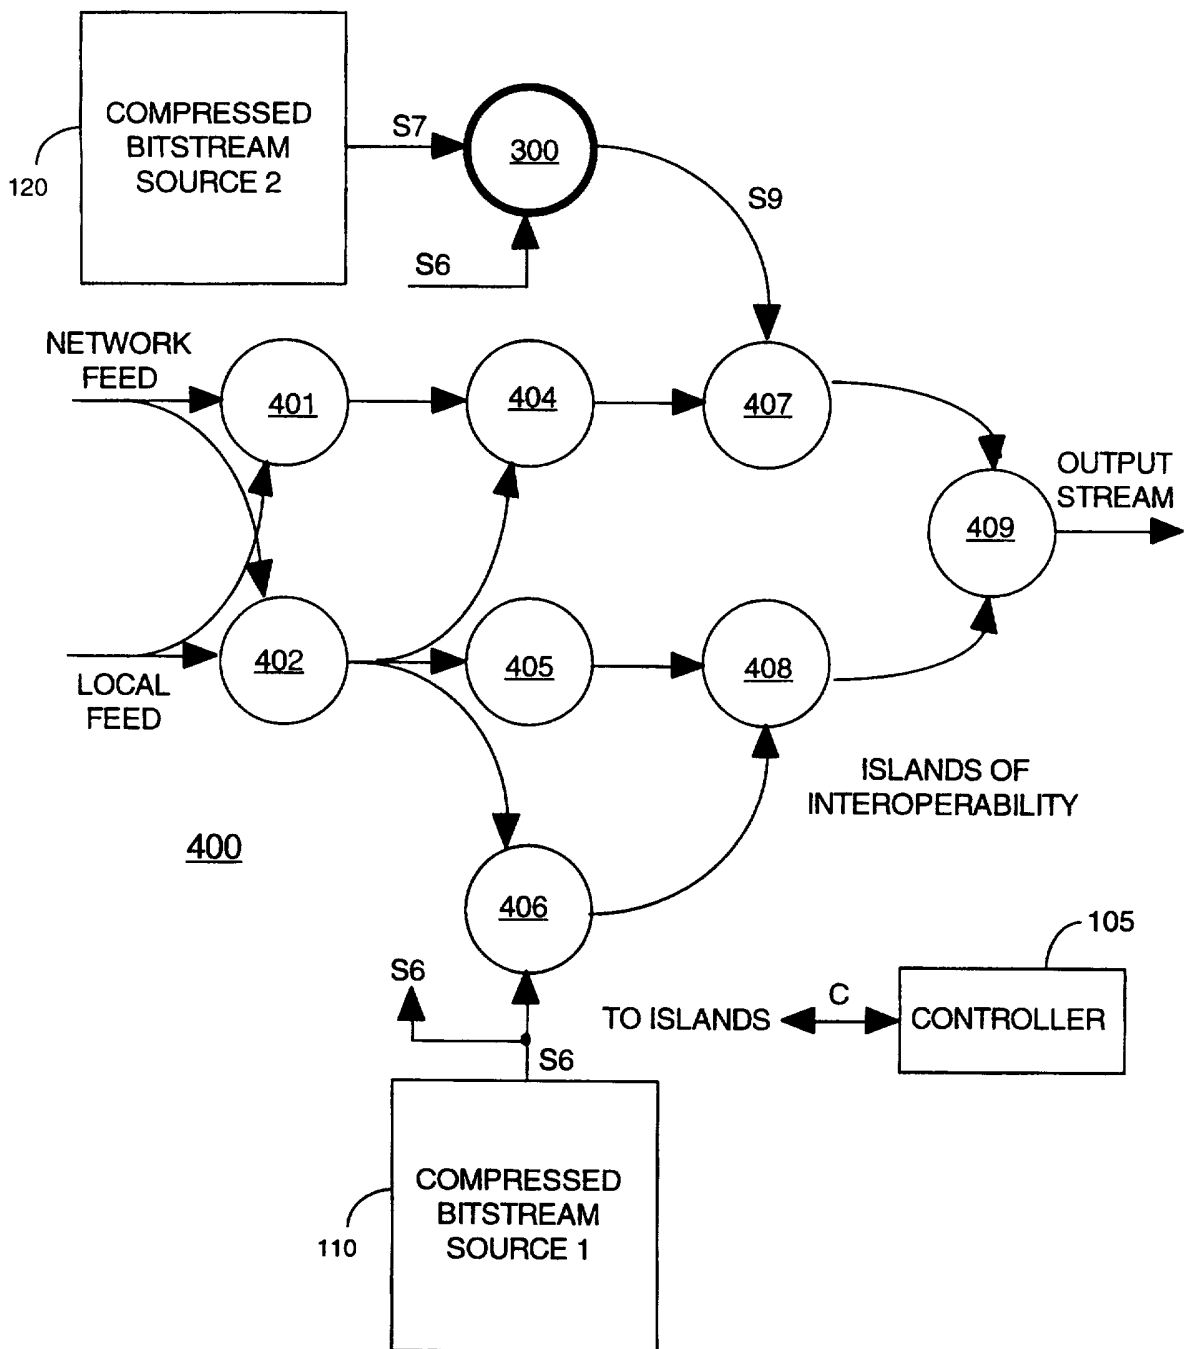 COMPRESSED
BITSTREAM
SOURCE 2
120
S7
300
S6
S9
NETWORK
FEED
401
404
407
OUTPUT
STREAM
409
LOCAL
FEED
402
405
408
ISLANDS OF
INTEROPERABILITY
400
406
105
S6
TO ISLANDS
C
CONTROLLER
S6
COMPRESSED
BITSTREAM
SOURCE 1
110